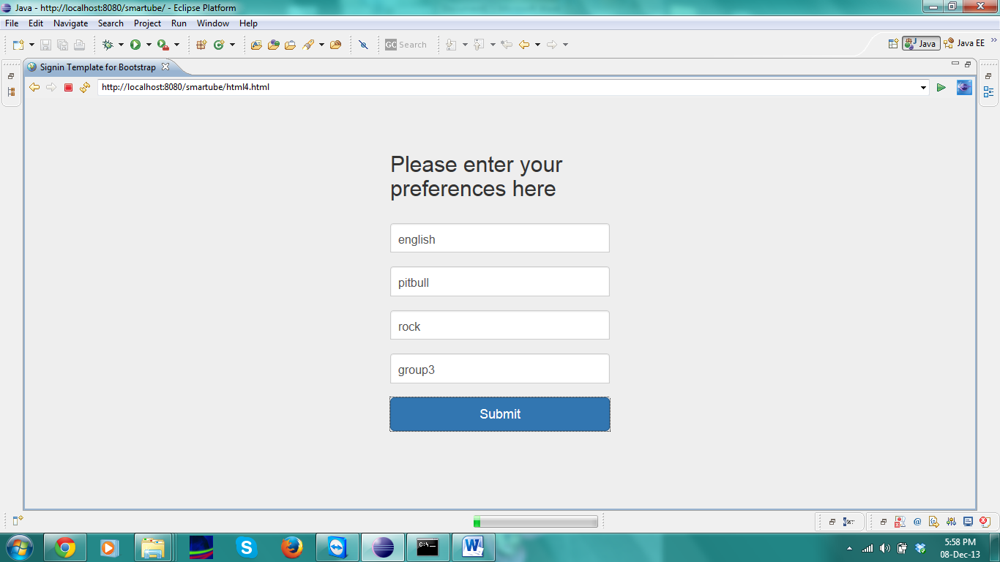 Java - http://localhost:8080/smartube/ - Eclipse Platform
File Edit Navigate Search Project Run Window Help
GC Search
Java
Java EE
Signin Template for Bootstrap
http://localhost:8080/smartube/html4.html
Please enter your
preferences here
english
pitbull
rock
group3
Submit
5:58 PM
08-Dec-13